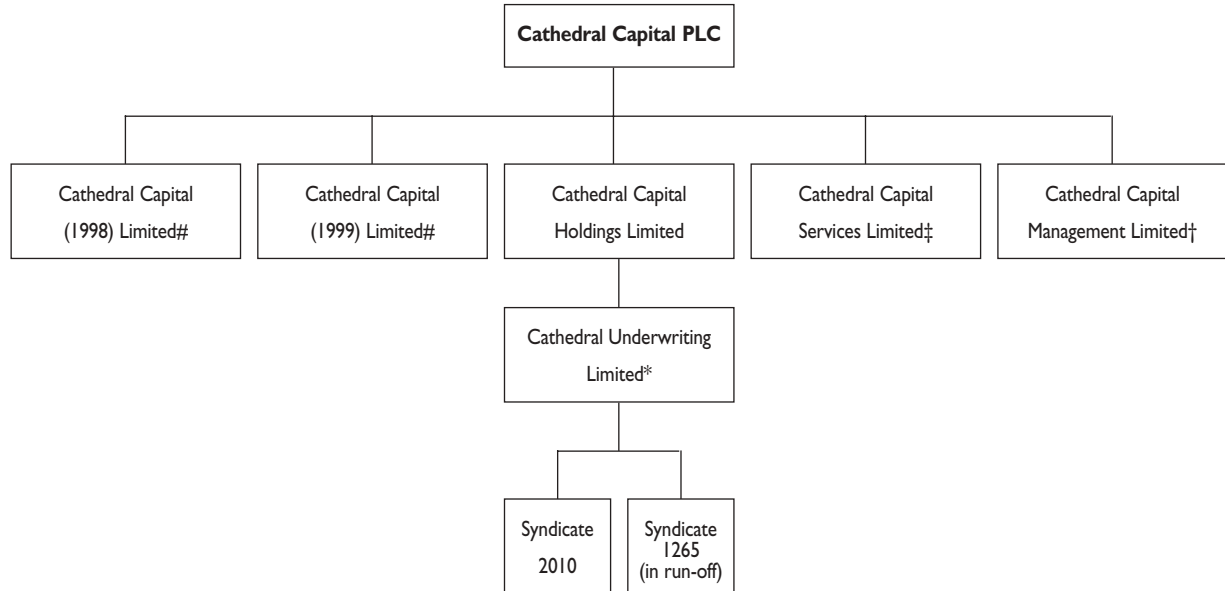 Cathedral Capital PLC
Cathedral Capital
(1998) Limited#
Cathedral Capital
(1999) Limited#
Cathedral Capital
Holdings Limited
Cathedral Capital
Services Limited‡
Cathedral Capital
Management Limited†
Cathedral Underwriting
Limited*
Syndicate
2010
Syndicate
1265
(in run-off)